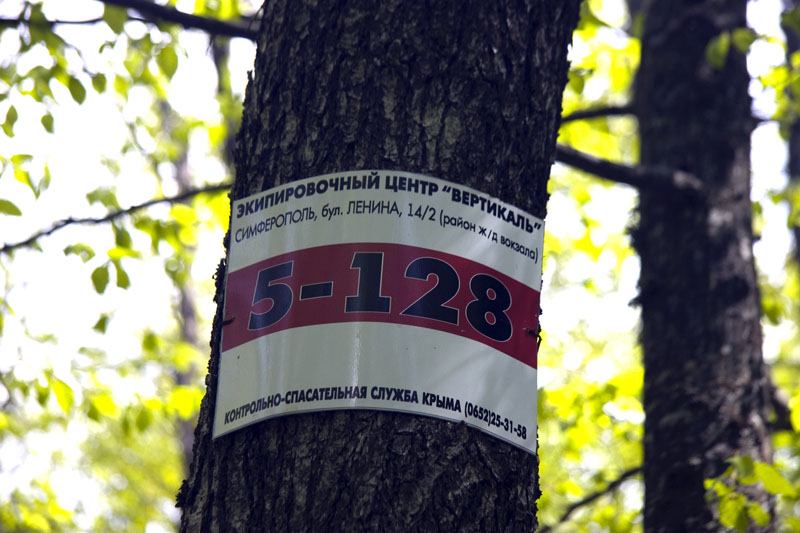 ЭКИПИРОВОЧНЫЙ ЦЕНТР "ВЕРТИКАЛЬ"
СИМФЕРОПОЛЬ, бул. ЛЕНИНА, 14/2 (район ж/д вокзала)
5-128
КОНТРОЛЬНО-СПАСАТЕЛЬНАЯ СЛУЖБА КРЫМА (0652)25-31-58